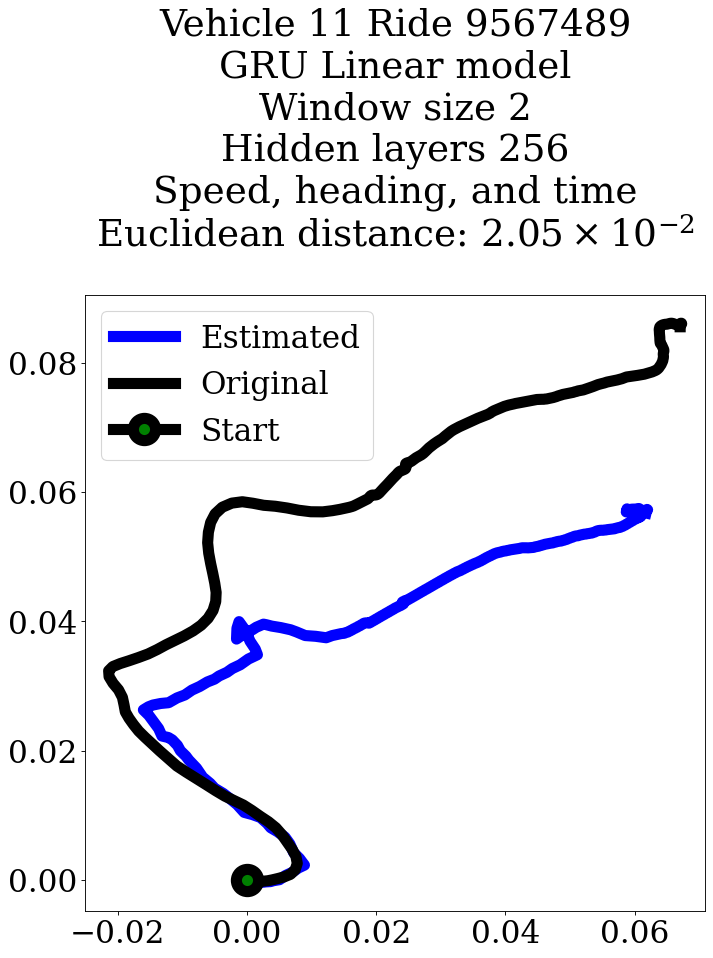 Vehicle 11 Ride 9567489
GRU Linear model
Window size 2
Hidden layers 256
Speed, heading, and time
Euclidean distance: 2.05 × 10⁻²
Estimated
Original
Start
0.08
0.06
0.04
0.02
0.00
−0.02 0.00 0.02 0.04 0.06